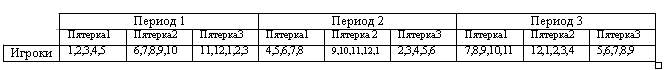 Период 1 Период 2 Период 3
Пятерка1 Пятерка2 Пятерка3 Пятерка1 Пятерка 2 Пятерка3 Пятерка1 Пятерка2 Пятерка3
Игроки 1,2,3,4,5 6,7,8,9,10 11,12,1,2,3 4,5,6,7,8 9,10,11,12,1 2,3,4,5,6 7,8,9,10,11 12,1,2,3,4 5,6,7,8,9